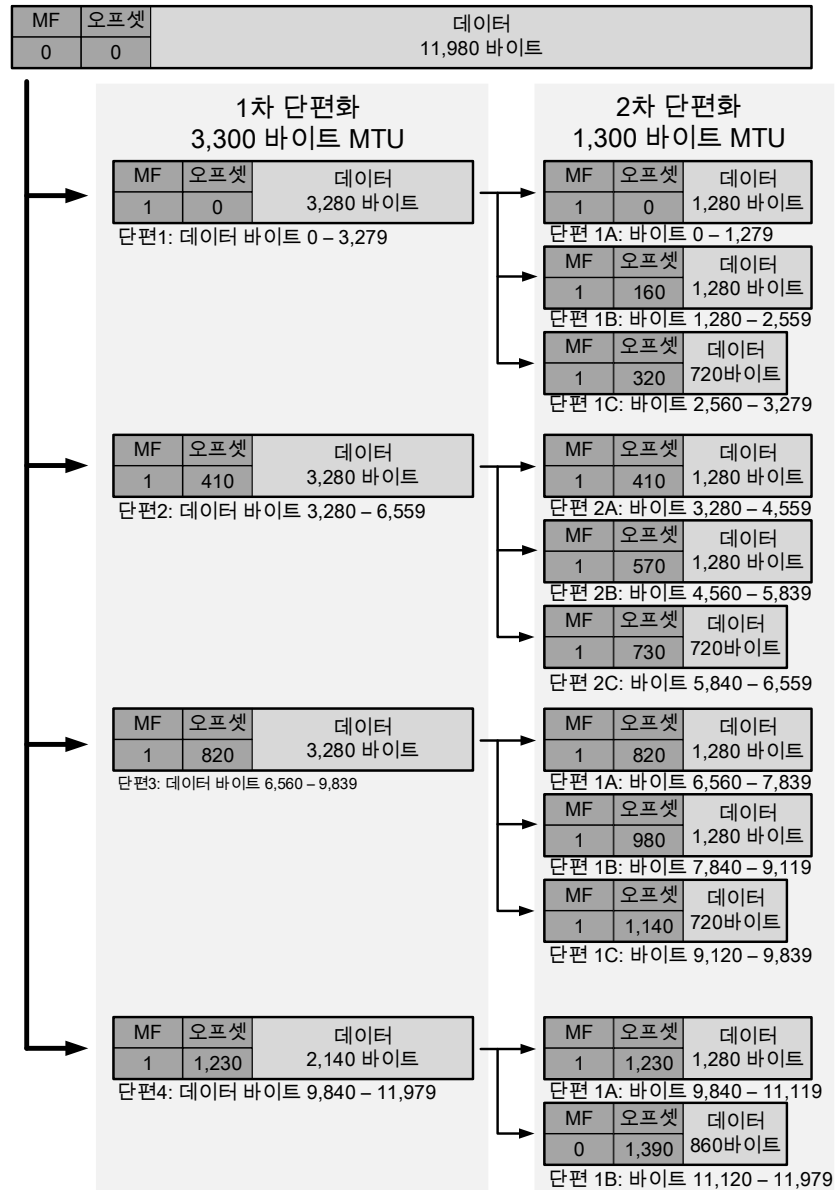 MF 오프셋 데이터
0 0 11,980 바이트
1차 단편화
3,300 바이트 MTU
2차 단편화
1,300 바이트 MTU
MF 오프셋 데이터
1 0 3,280 바이트
단편1: 데이터 바이트 0 – 3,279
MF 오프셋 데이터
1 0 1,280 바이트
단편 1A: 바이트 0 – 1,279
MF 오프셋 데이터
1 160 1,280 바이트
단편 1B: 바이트 1,280 – 2,559
MF 오프셋 데이터
1 320 720바이트
단편 1C: 바이트 2,560 – 3,279
MF 오프셋 데이터
1 410 3,280 바이트
단편2: 데이터 바이트 3,280 – 6,559
MF 오프셋 데이터
1 410 1,280 바이트
단편 2A: 바이트 3,280 – 4,559
MF 오프셋 데이터
1 570 1,280 바이트
단편 2B: 바이트 4,560 – 5,839
MF 오프셋 데이터
1 730 720바이트
단편 2C: 바이트 5,840 – 6,559
MF 오프셋 데이터
1 820 3,280 바이트
단편3: 데이터 바이트 6,560 – 9,839
MF 오프셋 데이터
1 820 1,280 바이트
단편 1A: 바이트 6,560 – 7,839
MF 오프셋 데이터
1 980 1,280 바이트
단편 1B: 바이트 7,840 – 9,119
MF 오프셋 데이터
1 1,140 720바이트
단편 1C: 바이트 9,120 – 9,839
MF 오프셋 데이터
1 1,230 2,140 바이트
단편4: 데이터 바이트 9,840 – 11,979
MF 오프셋 데이터
1 1,230 1,280 바이트
단편 1A: 바이트 9,840 – 11,119
MF 오프셋 데이터
0 1,390 860바이트
단편 1B: 바이트 11,120 – 11,979